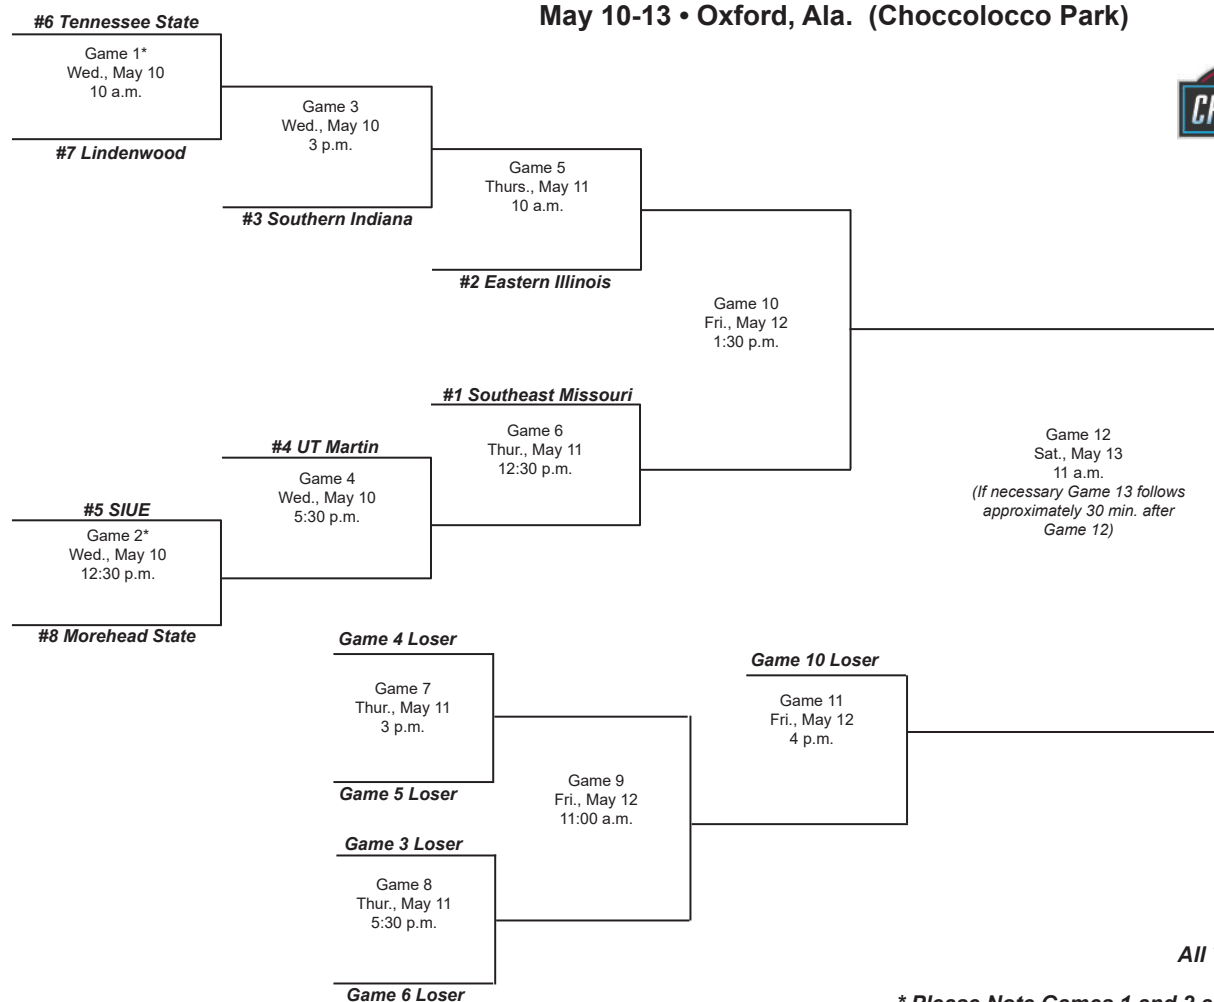 May 10-13 • Oxford, Ala. (Choccolocco Park)
#6 Tennessee State
Game 1*
Wed., May 10
10 a.m.
#7 Lindenwood
Game 3
Wed., May 10
3 p.m.
#3 Southern Indiana
Game 5
Thurs., May 11
10 a.m.
#2 Eastern Illinois
Game 10
Fri., May 12
1:30 p.m.
#1 Southeast Missouri
Game 6
Thur., May 11
12:30 p.m.
#4 UT Martin
Game 4
Wed., May 10
5:30 p.m.
#5 SIUE
Game 2*
Wed., May 10
12:30 p.m.
#8 Morehead State
Game 12
Sat., May 13
11 a.m.
(If necessary Game 13 follows
approximately 30 min. after
Game 12)
Game 4 Loser
Game 7
Thur., May 11
3 p.m.
Game 5 Loser
Game 9
Fri., May 12
11:00 a.m.
Game 3 Loser
Game 8
Thur., May 11
5:30 p.m.
Game 6 Loser
Game 10 Loser
Game 11
Fri., May 12
4 p.m.
All
* Please Note Games 1 and 2